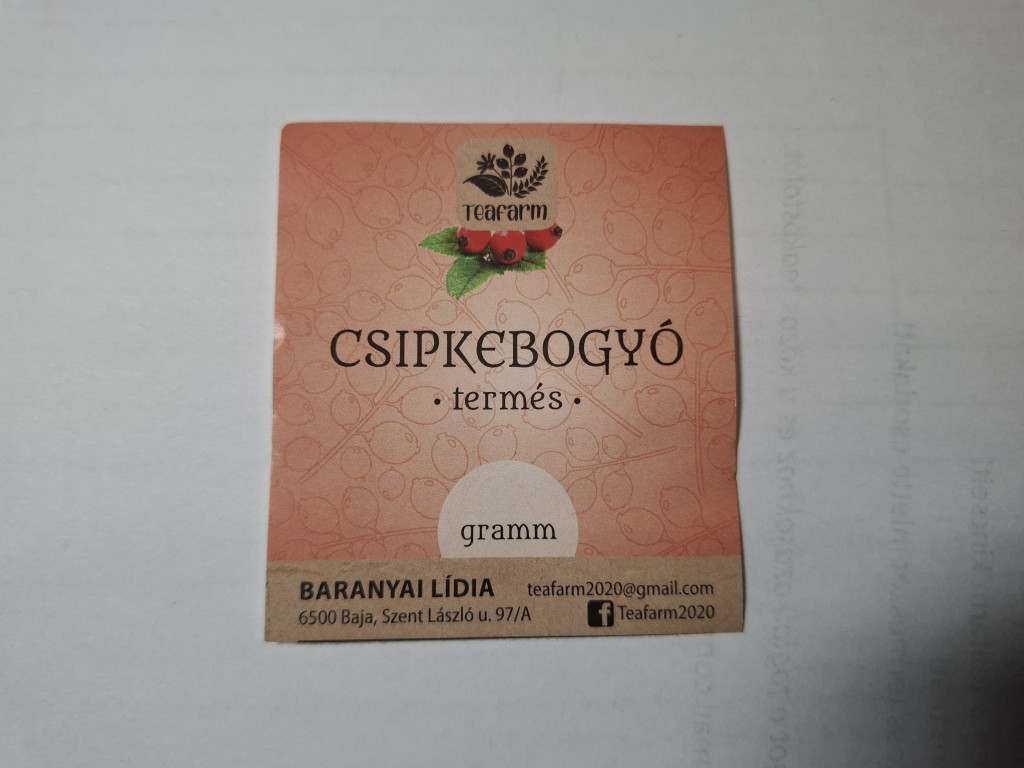 Teafarm
CSIPKEBOGYÓ
• termés •
gramm
BARANYAI LÍDIA
6500 Baja, Szent László u. 97/A
teafarm2020@gmail.com
f Teafarm2020